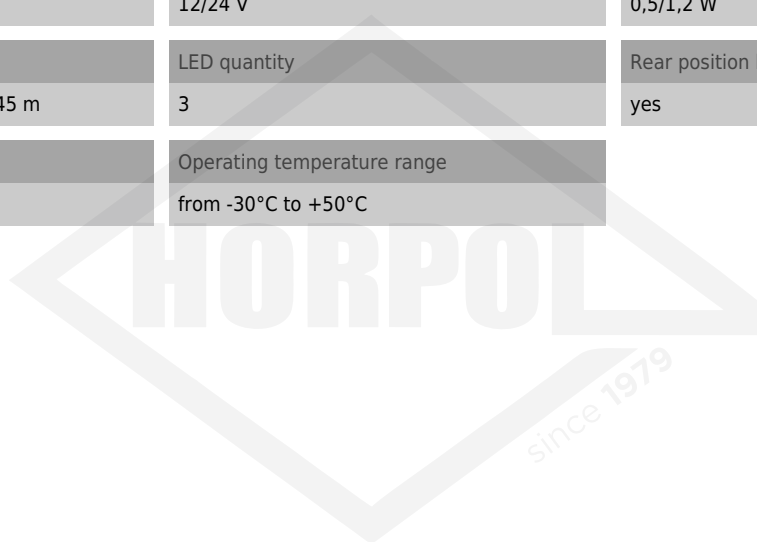 12/24 V
0,5/1,2 W
LED quantity
Rear position
45 m
3
yes
Operating temperature range
from -30°C to +50°C
HORPOL
since 1979